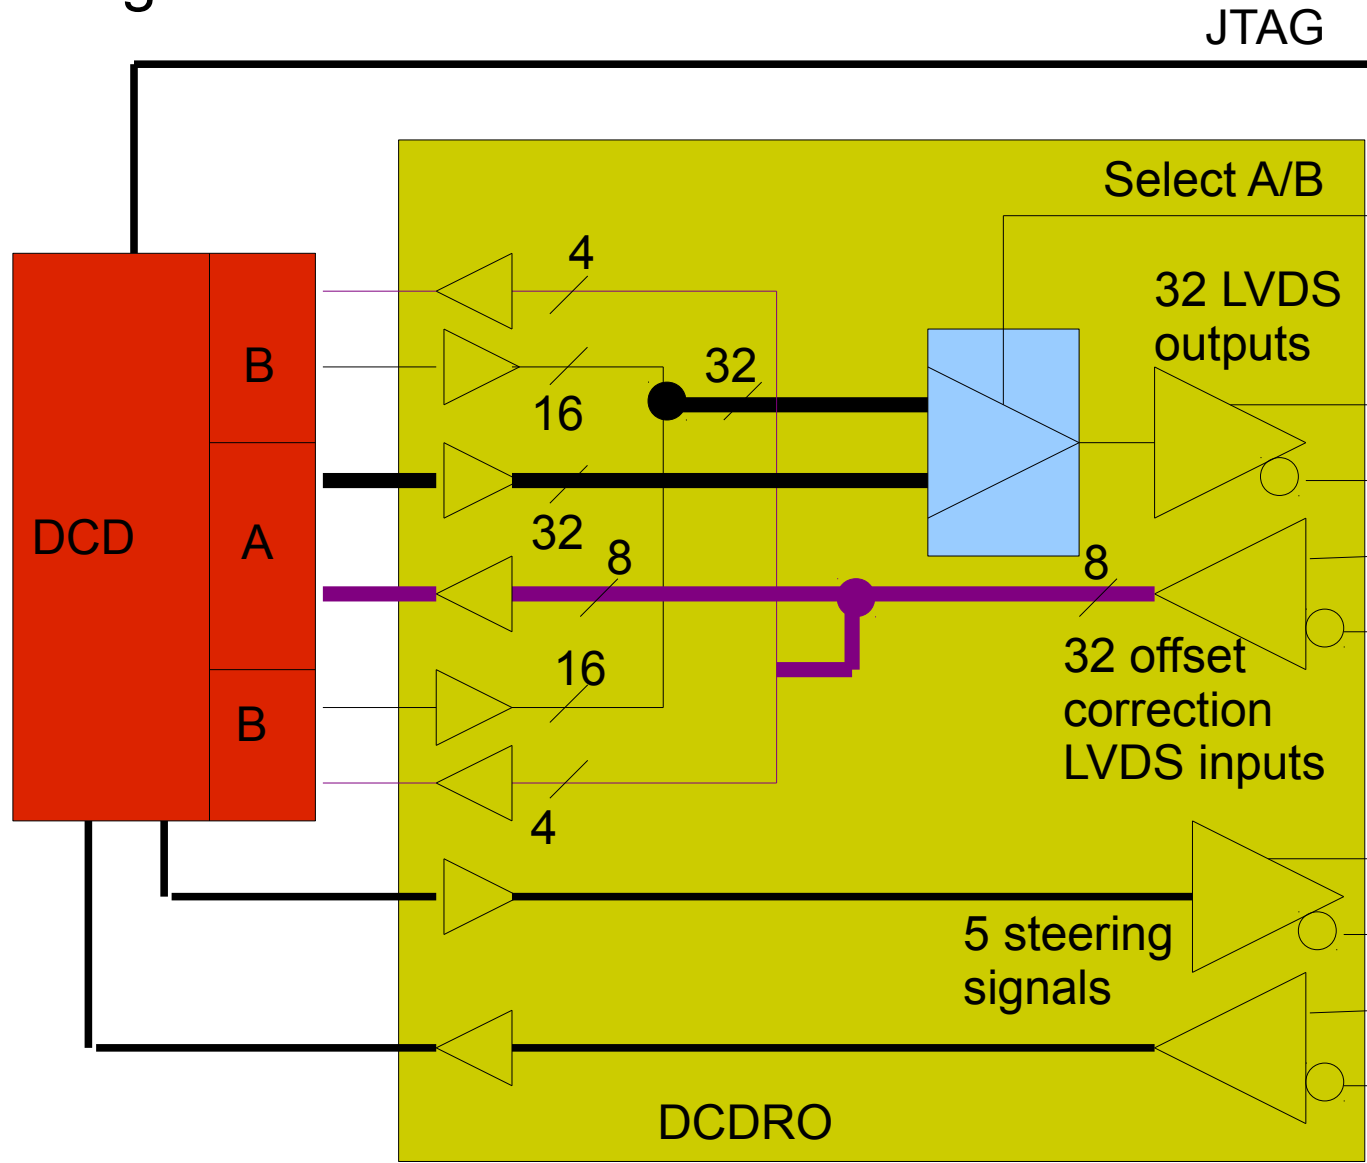 g
JTAG
Select A/B
4
32 LVDS
outputs
B
32
16
DCD
A
32
8
8
16
32 offset
correction
LVDS inputs
B
4
5 steering
signals
DCDRO